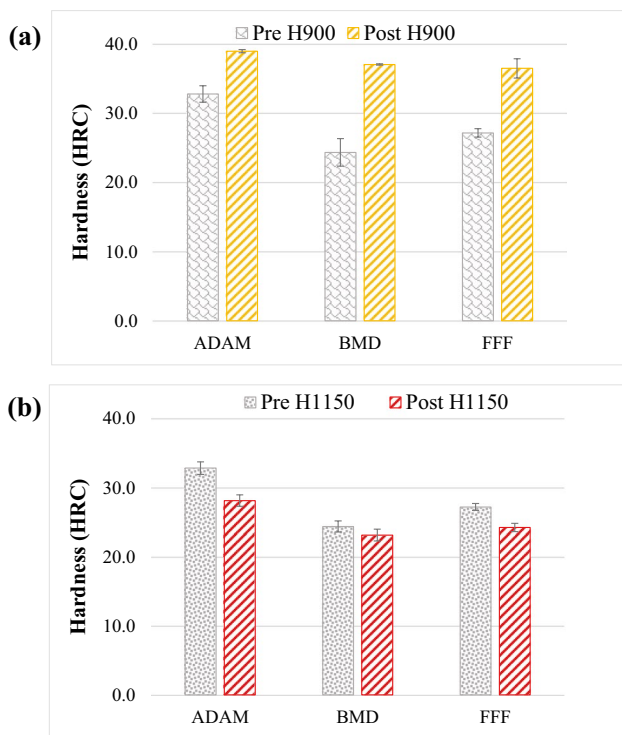 (a)
Pre H900 Post H900
Hardness (HRC)
40.0
30.0
20.0
10.0
0.0
ADAM BMD FFF
(b)
Pre H1150 Post H1150
Hardness (HRC)
40.0
30.0
20.0
10.0
0.0
ADAM BMD FFF